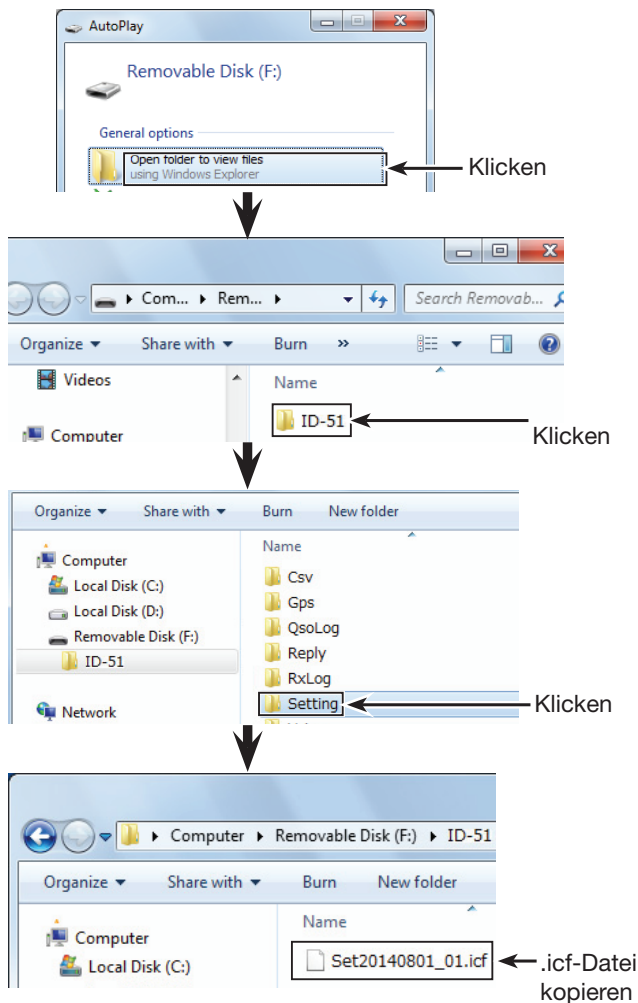 AutoPlay
Removable Disk (F:)
General options
Open folder to view files
using Windows Explorer
Klicken
Com... Rem... Search Removab...
Organize Share with Burn »
Videos
Name
Computer
ID-51
Klicken
Organize Share with Burn New folder
Name
Computer
Local Disk (C:)
Local Disk (D:)
Removable Disk (F:)
ID-51
Network
Csv
Gps
QsoLog
Reply
RxLog
Setting
Klicken
Computer Removable Disk (F:) ID-51
Organize Share with Burn New folder
Name
Computer
Local Disk (C:)
Set20140801_01.icf
.icf-Datei
kopieren